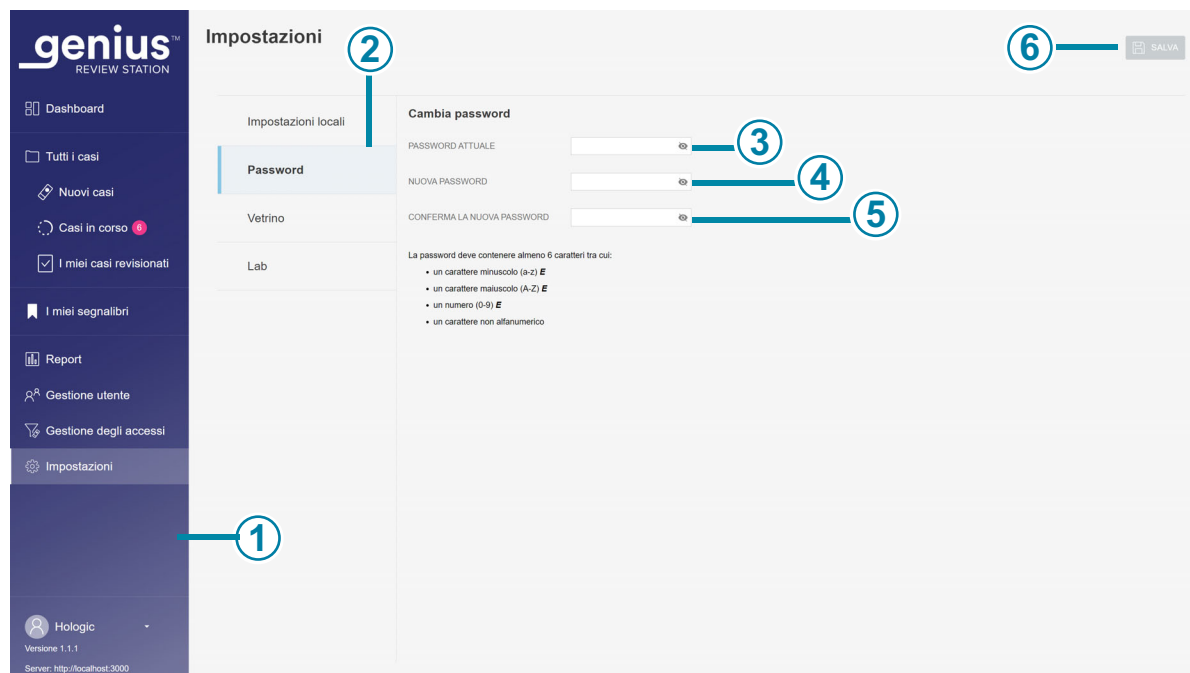 genius™
REVIEW STATION
Dashboard
Tutti i casi
Nuovi casi
Casi in corso 6
I miei casi revisionati
I miei segnalibri
Report
Gestione utente
Gestione degli accessi
Impostazioni
Hologic
Versione 1.1.1
Server: http://localhost:3000
1
Impostazioni
2
6
SALVA
Impostazioni locali
Password
Vetrino
Lab
Cambia password
PASSWORD ATTUALE
3
NUOVA PASSWORD
4
CONFERMA LA NUOVA PASSWORD
5
La password deve contenere almeno 6 caratteri tra cui:
• un carattere minuscolo (a-z) E
• un carattere maiuscolo (A-Z) E
• un numero (0-9) E
• un carattere non alfanumerico